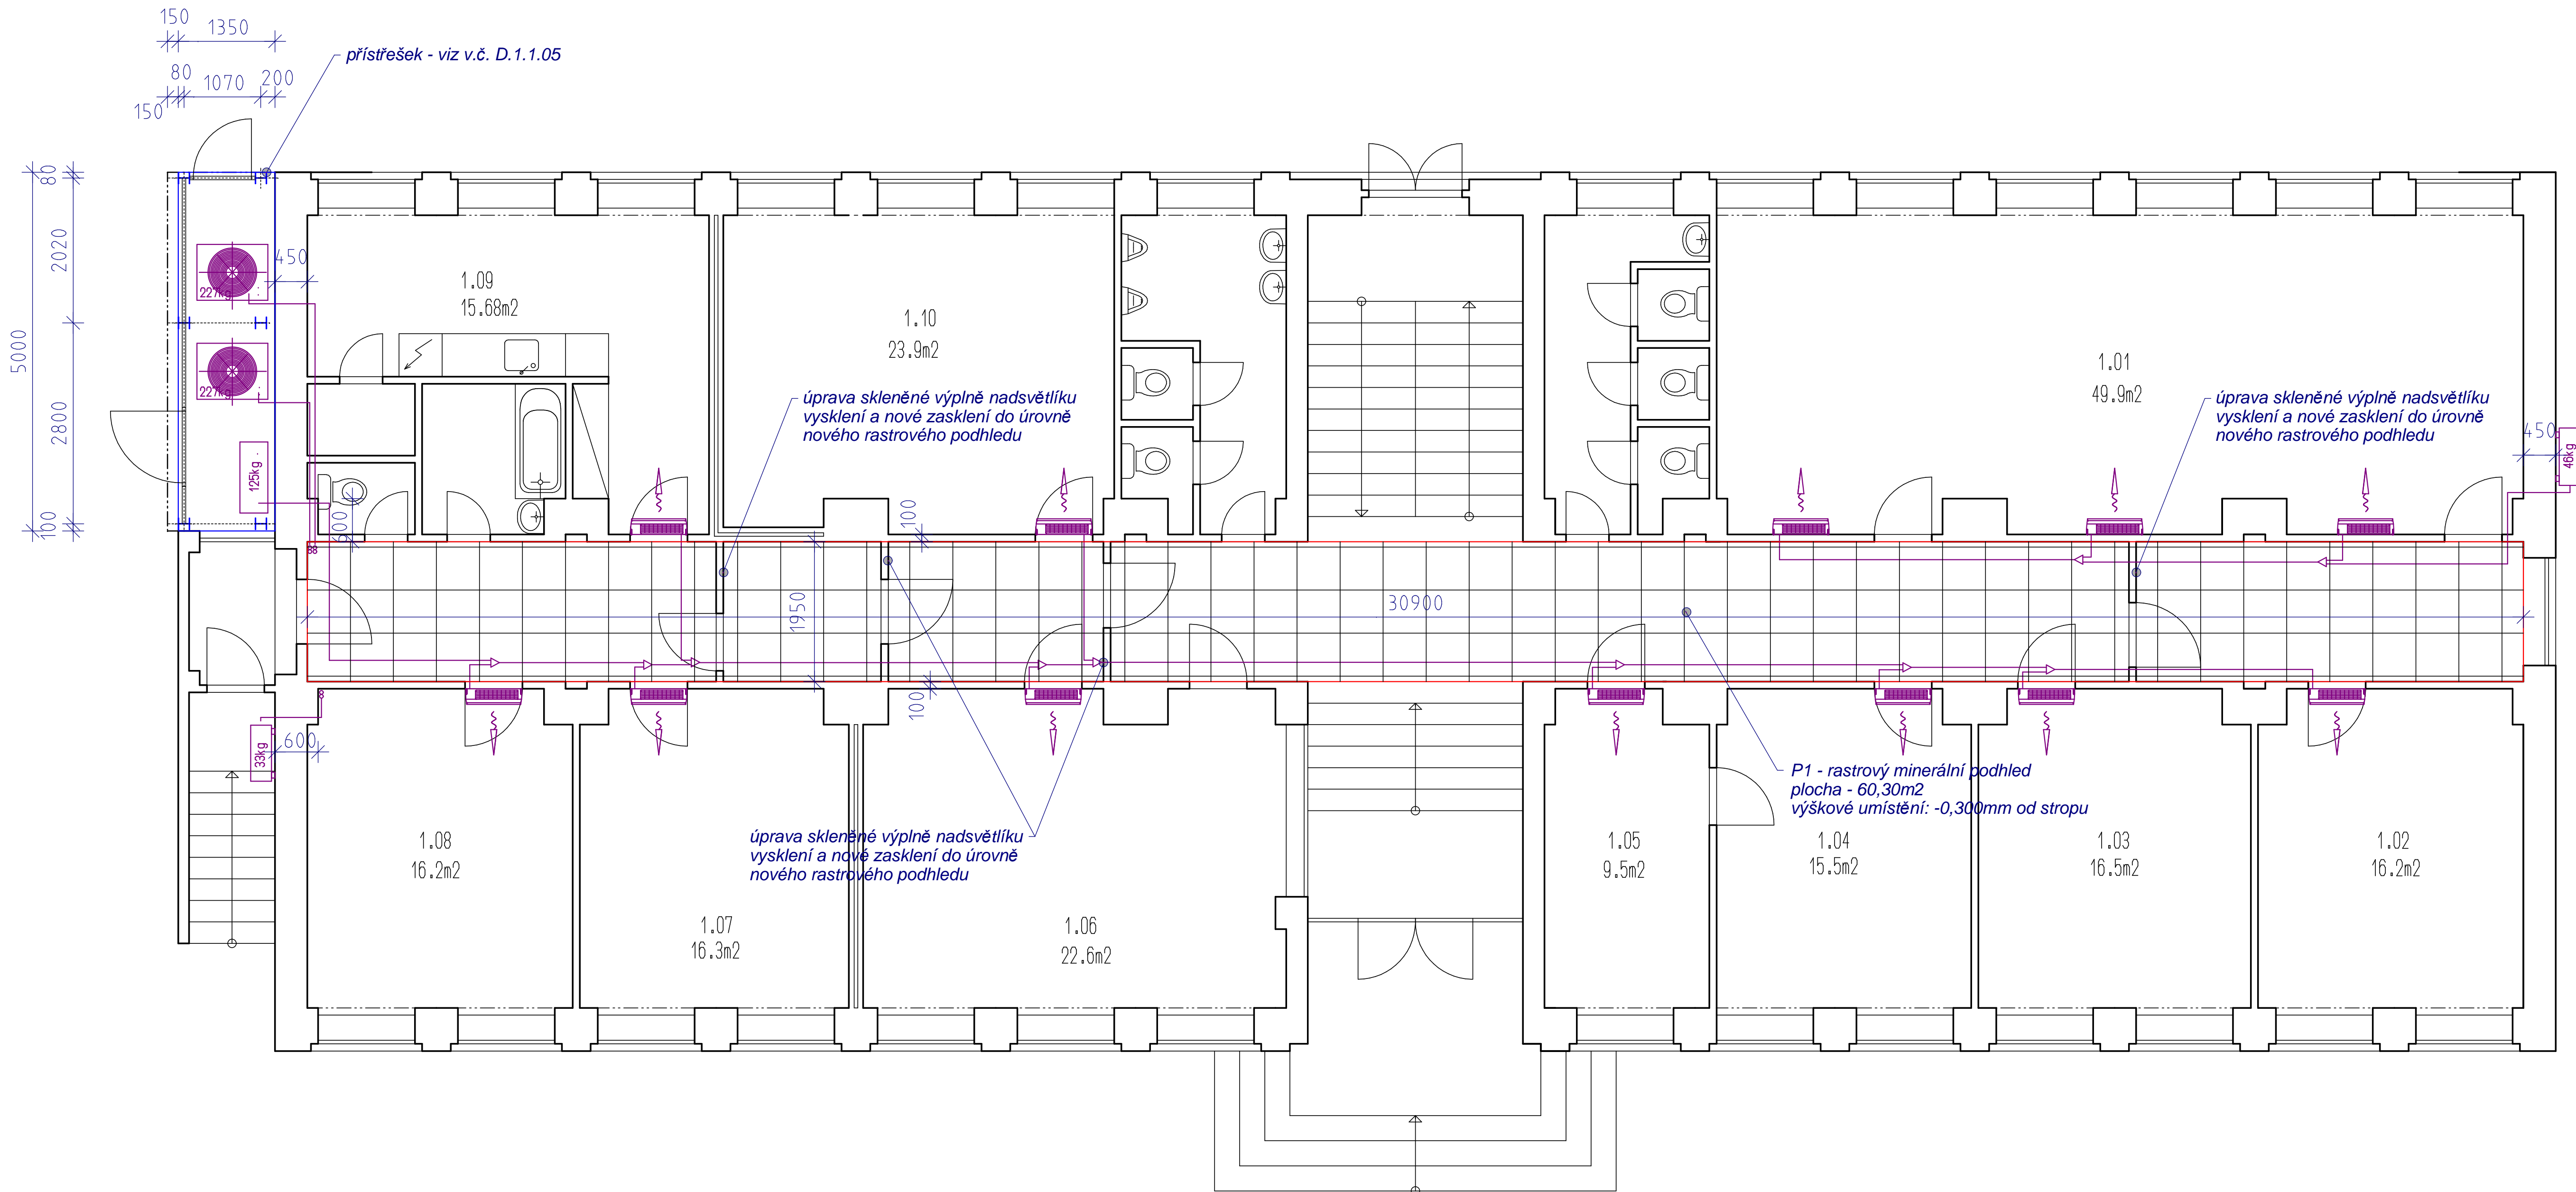 150
1350
přístřešek - viz v.č. D.1.1.05
80
1070
200
150
80
2020
5000
2800
100
450
227kg
227kg
125kg
1.09
15.68m2
1.10
23.9m2
1.01
49.9m2
úprava skleněné výplně nadsvětlíku
vysklení a nové zasklení do úrovně
nového rastrového podhledu
úprava skleněné výplně nadsvětlíku
vysklení a nové zasklení do úrovně
nového rastrového podhledu
450
46kg
900
100
88
1950
30900
8
100
33kg
600
P1 - rastrový minerální podhled
plocha - 60,30m2
výškové umístění: -0,300mm od stropu
úprava skleněné výplně nadsvětlíku
vysklení a nové zasklení do úrovně
nového rastrového podhledu
1.08
16.2m2
1.07
16.3m2
1.06
22.6m2
1.05
9.5m2
1.04
15.5m2
1.03
16.5m2
1.02
16.2m2